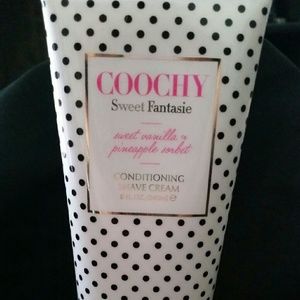 COOCHY
Sweet Fantasie
sweet vanilla &
pineapple sorbet
CONDITIONING
SHAVE CREAM